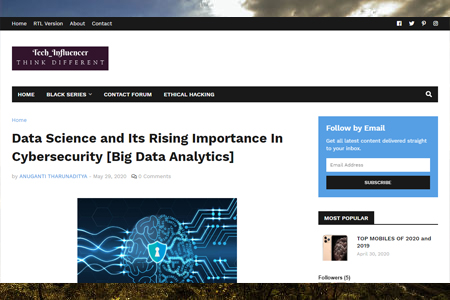 Home RTL Version About Contact
Tech_Influencer
THINK DIFFERENT
HOME BLACK SERIES CONTACT FORUM ETHICAL HACKING
Home
Data Science and Its Rising Importance In
Cybersecurity [Big Data Analytics]
by ANUGANTI THARUNADITYA - May 29, 2020 0 Comments
Follow by Email
Get all latest content delivered straight
to your inbox.
Email Address
SUBSCRIBE
MOST POPULAR
TOP MOBILES OF 2020 and
2019
April 30, 2020
Followers (5)